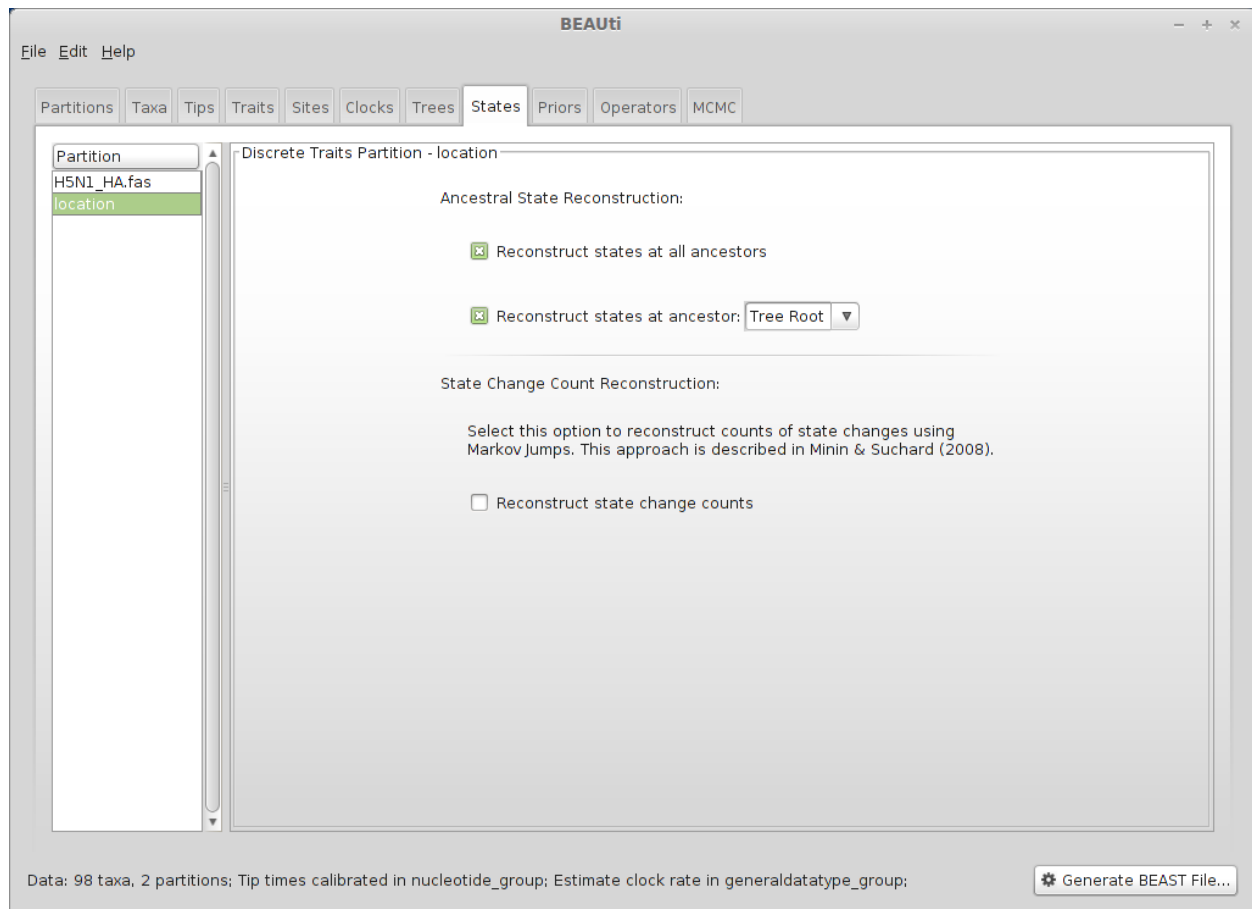 BEAUti
File Edit Help
Partitions Taxa Tips Traits Sites Clocks Trees States Priors Operators MCMC
Partition
H5N1_HA.fas
location
Discrete Traits Partition - location
Ancestral State Reconstruction:
Reconstruct states at all ancestors
Reconstruct states at ancestor: Tree Root
State Change Count Reconstruction:
Select this option to reconstruct counts of state changes using
Markov Jumps. This approach is described in Minin & Suchard (2008).
Reconstruct state change counts
Data: 98 taxa, 2 partitions; Tip times calibrated in nucleotide_group; Estimate clock rate in generaldatatype_group;
Generate BEAST File...